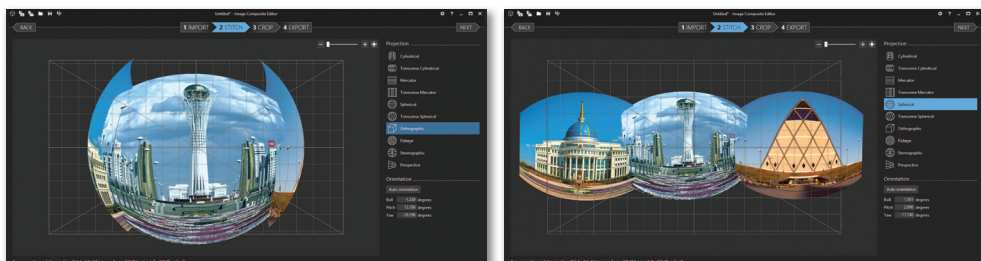 Untitled* - Image Composite Editor
BACK
1 IMPORT
2 STITCH
3 CROP
4 EXPORT
NEXT
Projection
Cylindrical
Transverse Cylindrical
Mercator
Transverse Mercator
Spherical
Transverse Spherical
Orthographic
Fisheye
Stereographic
Perspective
Orientation
Auto orientation
Roll degrees
Pitch degrees
Yaw degrees
Untitled* - Image Composite Editor
BACK
1 IMPORT
2 STITCH
3 CROP
4 EXPORT
NEXT
Projection
Cylindrical
Transverse Cylindrical
Mercator
Transverse Mercator
Spherical
Transverse Spherical
Orthographic
Fisheye
Stereographic
Perspective
Orientation
Auto orientation
Roll degrees
Pitch degrees
Yaw degrees